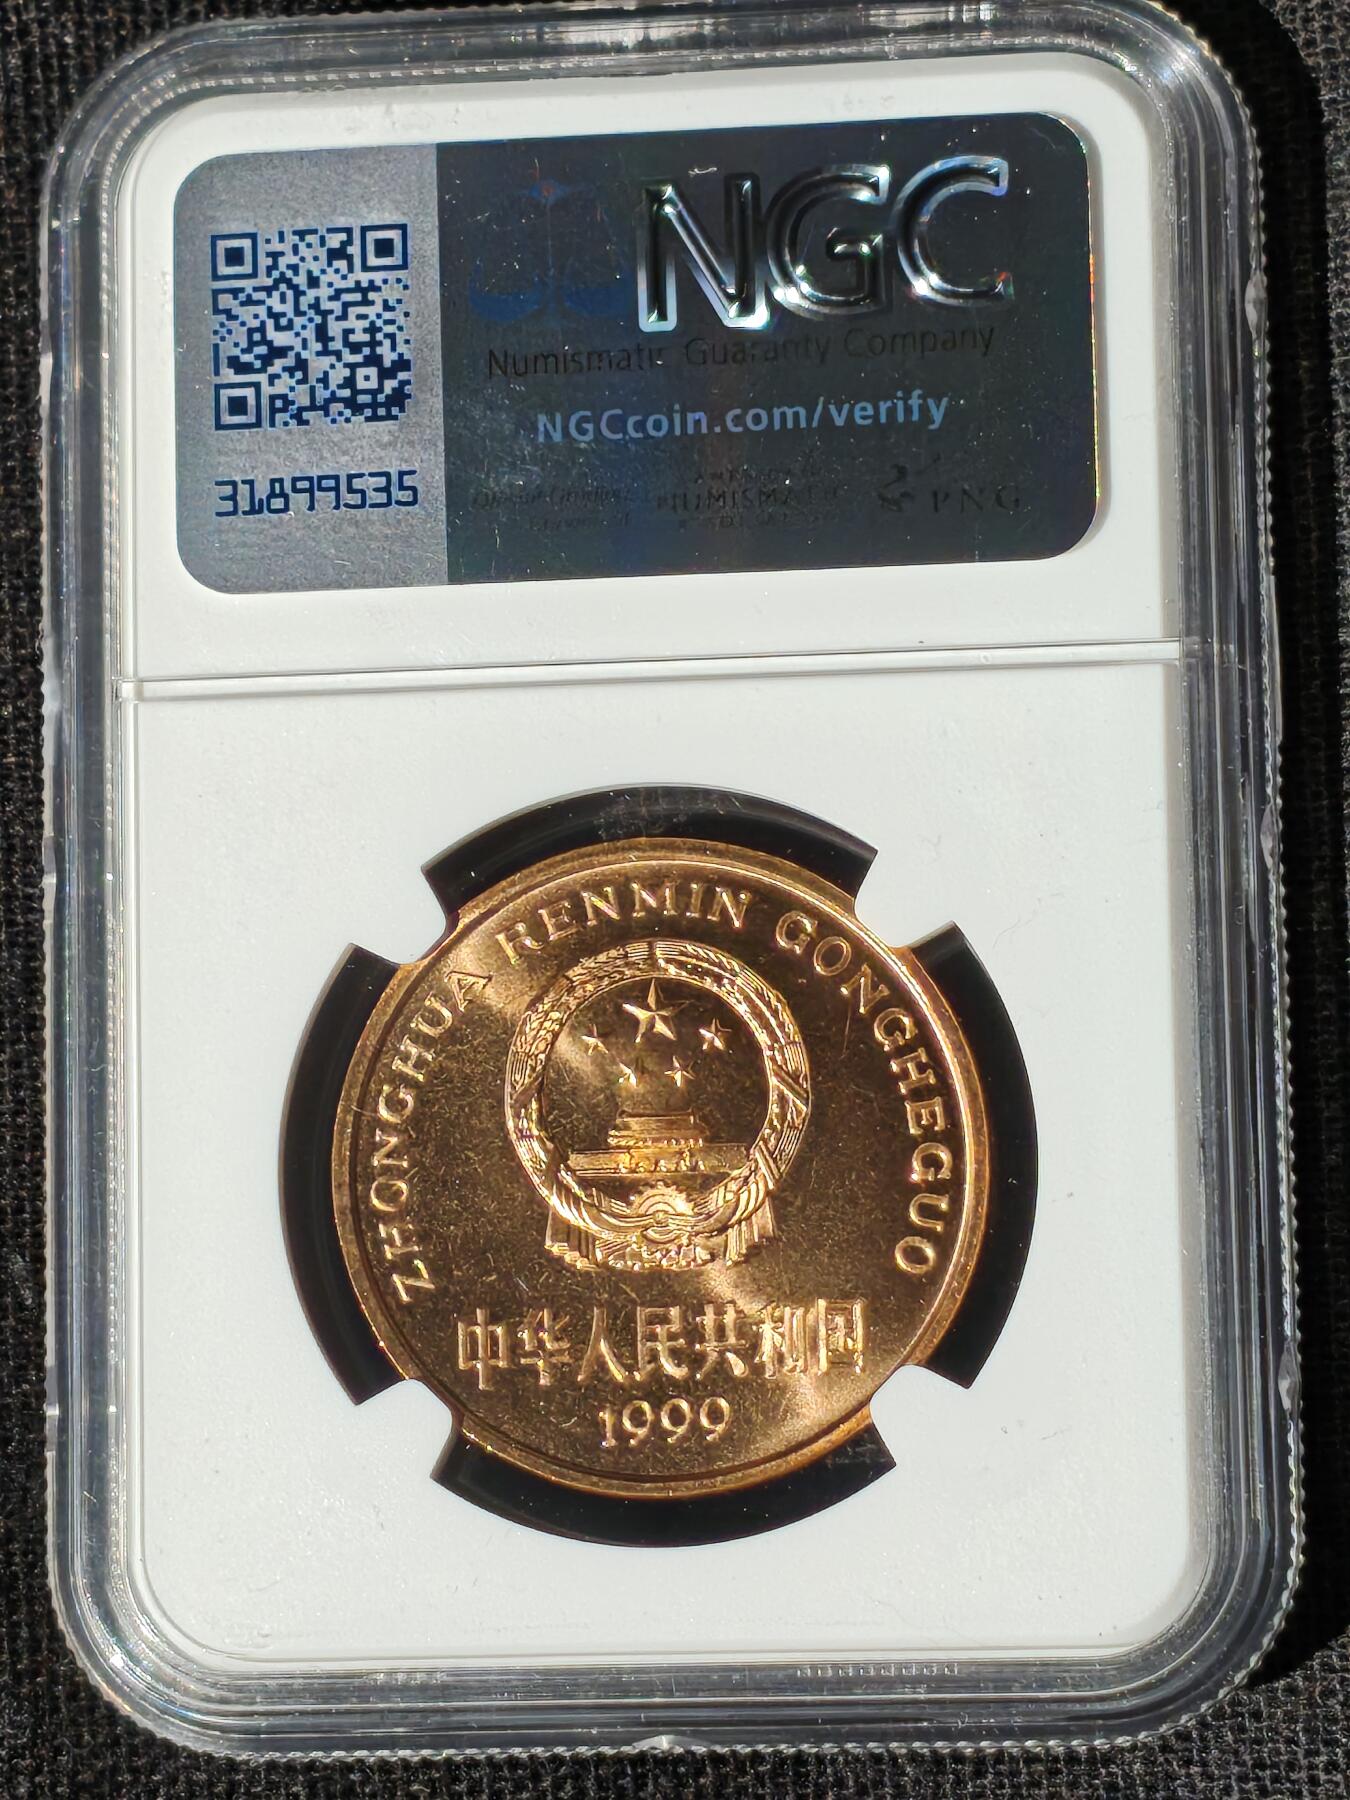 NGC
Numismatic Guaranty Company
NGCcoin.com/verify
31899535
PNG
ZHONGHUA RENMIN GONGHEGUO
中华人民共和国
1999